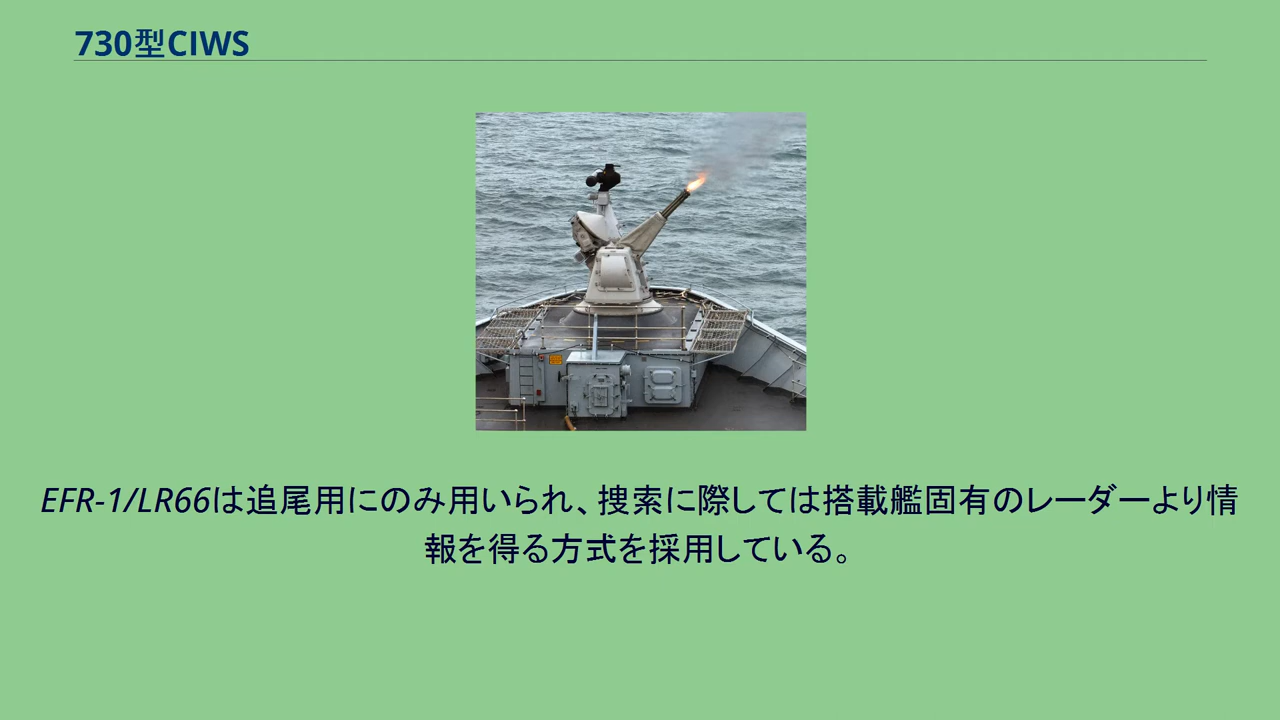 730型CIWS
EFR-1/LR66は追尾用にのみ用いられ、捜索に際しては搭載艦固有のレーダーより情
報を得る方式を採用している。